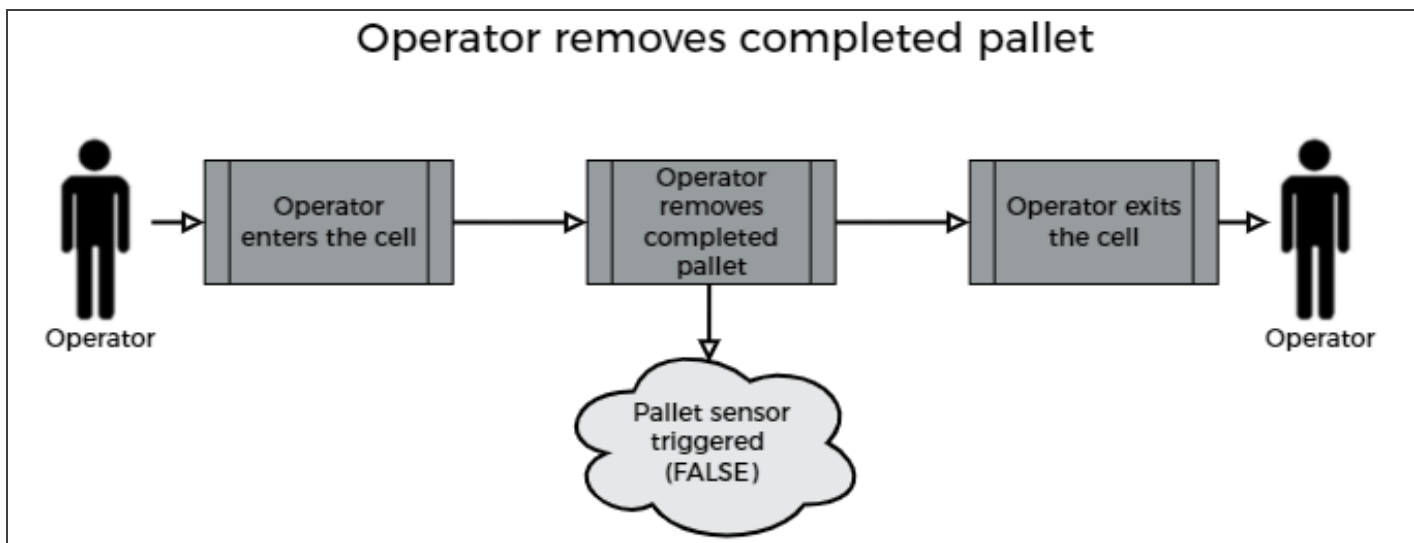 Operator removes completed pallet
Operator
enters the cell
Operator
removes
completed
pallet
Operator exits
the cell
Operator
Operator
Pallet sensor
triggered
(FALSE)